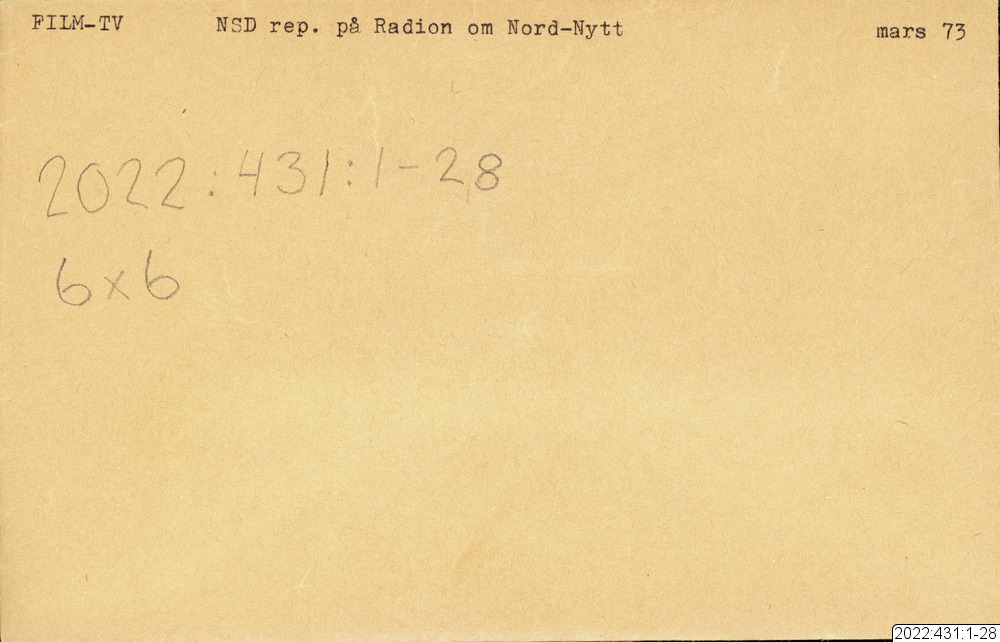 FILM-TV NSD rep. på Radion om Nord-Nytt mars 73
2022:431:1-28
6x6
2022:431:1-28